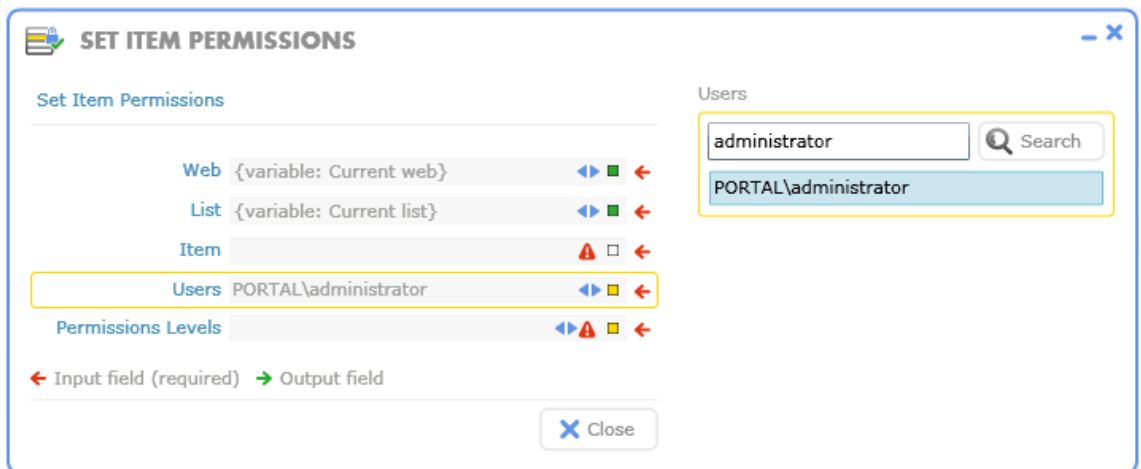 SET ITEM PERMISSIONS
Set Item Permissions
Web {variable: Current web}
List {variable: Current list}
Item
Users PORTAL\administrator
Permissions Levels
Input field (required) Output field
Close
Users
administrator Search
PORTAL\administrator